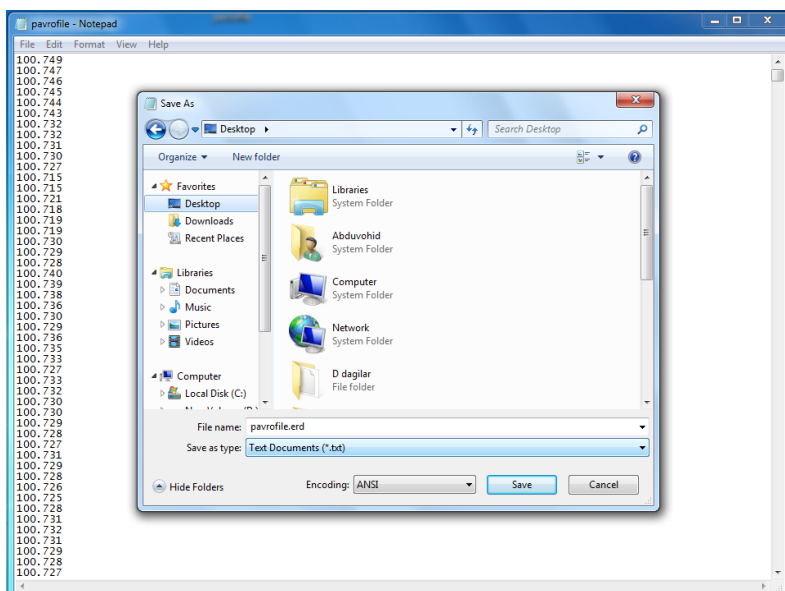 pavrofile - Notepad
File Edit Format View Help
100.749
100.747
100.746
100.745
100.744
100.743
100.732
100.732
100.731
100.730
100.727
100.715
100.715
100.721
100.718
100.719
100.719
100.730
100.729
100.728
100.740
100.739
100.738
100.736
100.730
100.729
100.736
100.735
100.733
100.727
100.733
100.732
100.730
100.730
100.729
100.728
100.727
100.731
100.729
100.728
100.726
100.725
100.728
100.731
100.732
100.731
100.729
100.728
100.727
Save As
Desktop
Search Desktop
Organize New folder
Favorites
Desktop
Downloads
Recent Places
Libraries
Documents
Music
Pictures
Videos
Computer
Local Disk (C:)
Libraries
System Folder
Abduvohid
System Folder
Computer
System Folder
Network
System Folder
D dagilar
File folder
File name: pavrofile.erd
Save as type: Text Documents (*.txt)
Hide Folders
Encoding: ANSI
Save
Cancel